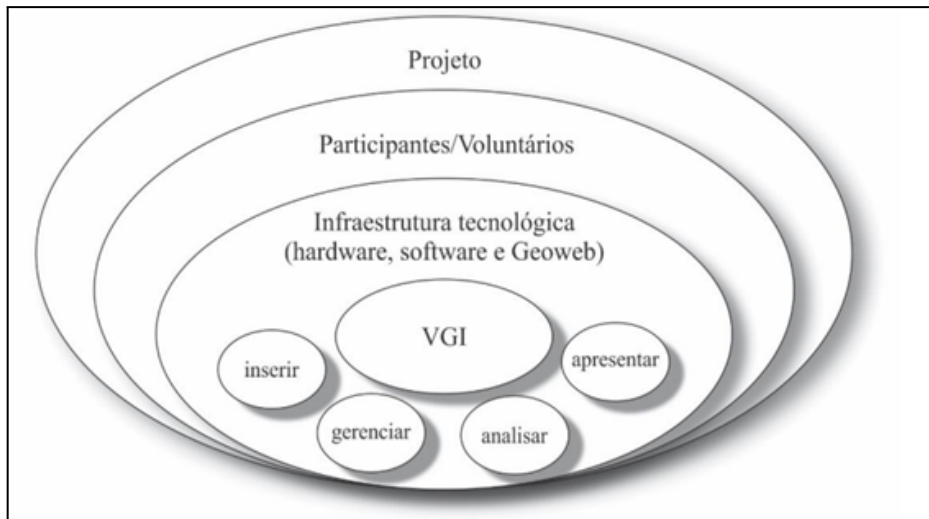 Projeto
Participantes/Voluntários
Infraestrutura tecnológica
(hardware, software e Geoweb)
VGI
inserir
apresentar
gerenciar
analisar